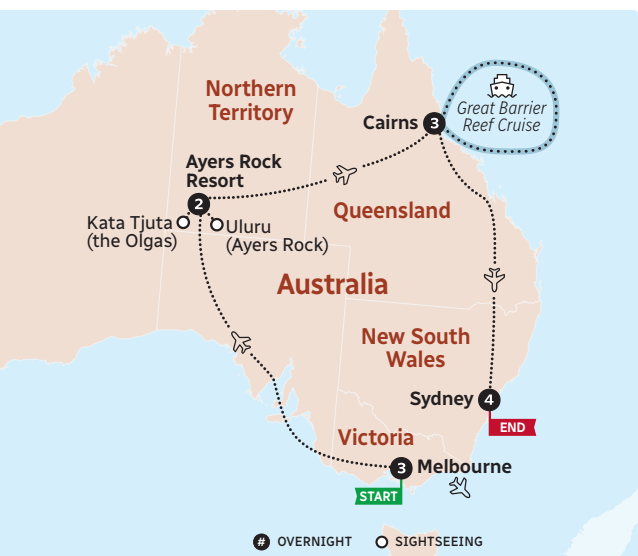 Northern
Territory
Great Barrier
Reef Cruise
Cairns 3
Ayers Rock
Resort
2
Kata Tjuta
(the Olgas)
Uluru
(Ayers Rock)
Queensland
Australia
New South
Wales
Sydney 4
END
Victoria
3 Melbourne
START
# OVERNIGHT
SIGHTSEEING